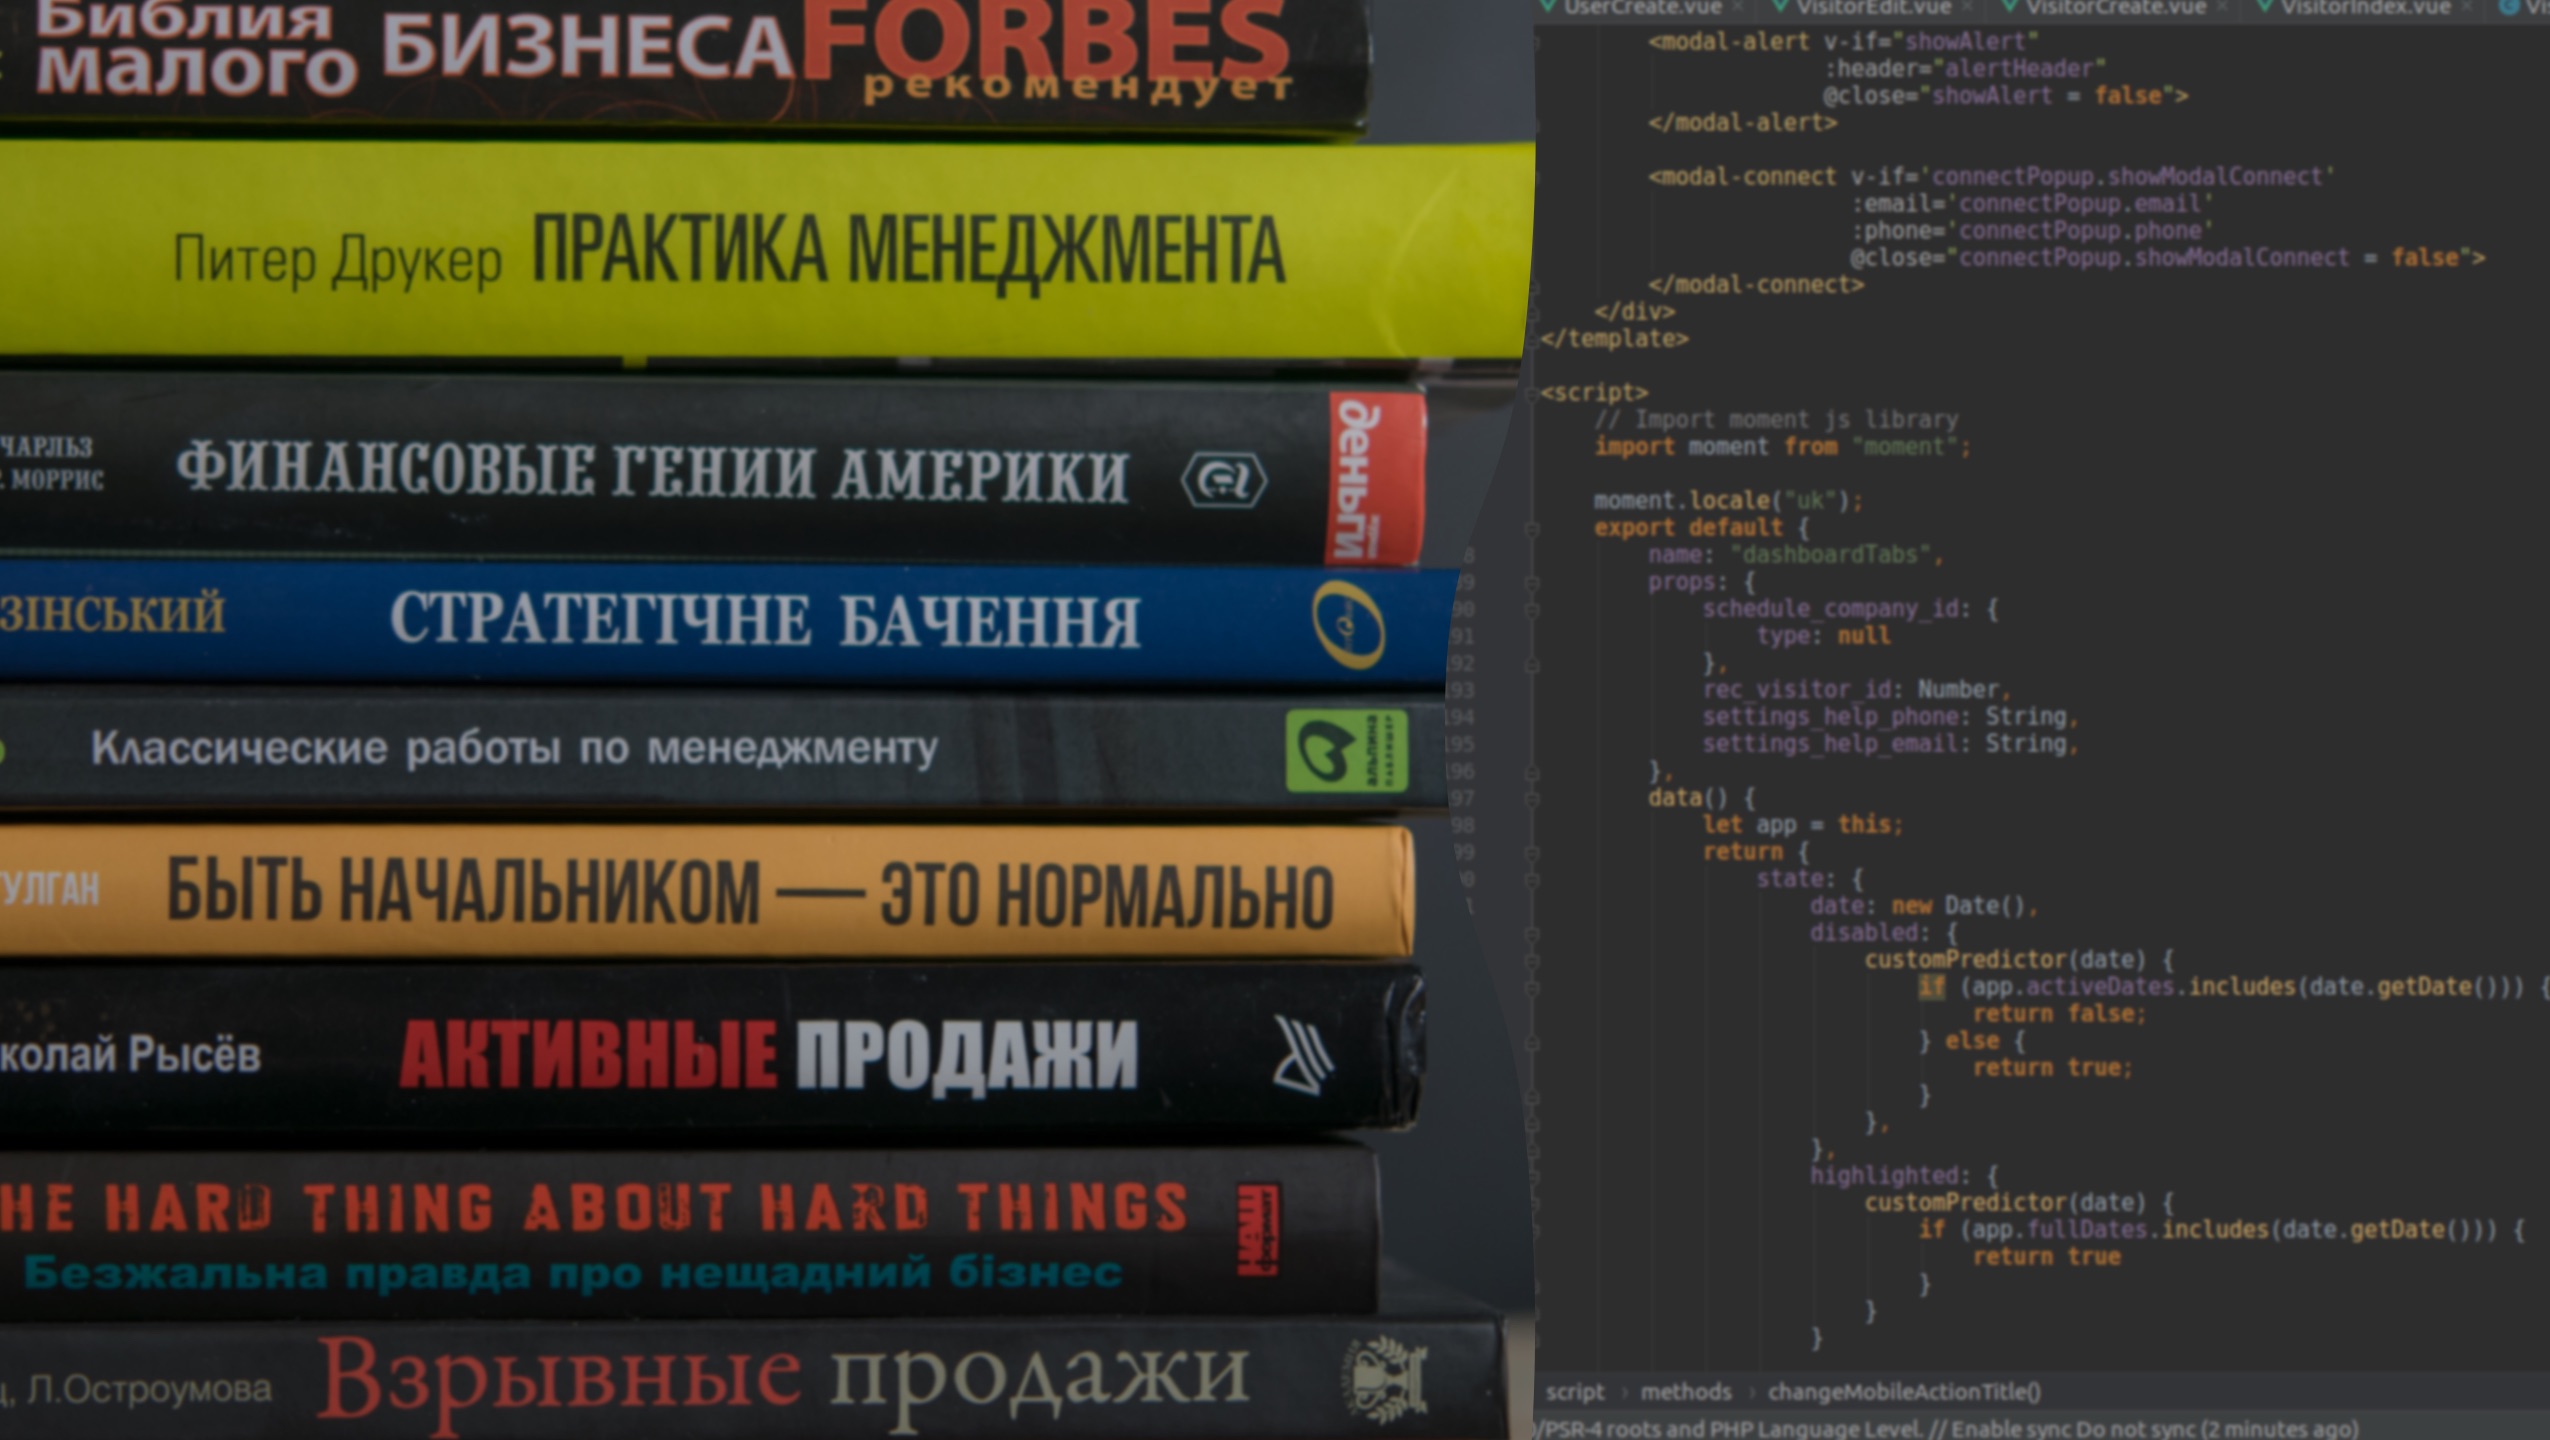 Библия
малого БИЗНЕСА FORBES
рекомендует
Питер Друкер ПРАКТИКА МЕНЕДЖМЕНТА
ЧАРЛЬЗ
МОРРИС ФИНАНСОВЫЕ ГЕНИИ АМЕРИКИ
деньги
ЗІНСЬКИЙ СТРАТЕГІЧНЕ БАЧЕННЯ
Классические работы по менеджменту
альпина
ТУЛГАН БЫТЬ НАЧАЛЬНИКОМ — ЭТО НОРМАЛЬНО
колай Рысёв АКТИВНЫЕ ПРОДАЖИ
HE HARD THING ABOUT HARD THINGS
Безжальна правда про нещадний бізнес
НАШ
формат
Л.Остроумова Взрывные продажи
UserCreate.vue × VisitorEdit.vue × VisitorCreate.vue × VisitorIndex.vue × Vis
<modal-alert v-if="showAlert"
:header="alertHeader"
@close="showAlert = false">
</modal-alert>
<modal-connect v-if='connectPopup.showModalConnect'
:email='connectPopup.email'
:phone='connectPopup.phone'
@close="connectPopup.showModalConnect = false">
</modal-connect>
</div>
</template>
<script>
// Import moment js library
import moment from "moment";
moment.locale("uk");
export default {
name: "dashboardTabs",
props: {
schedule_company_id: {
type: null
},
rec_visitor_id: Number,
settings_help_phone: String,
settings_help_email: String,
},
data() {
let app = this;
return {
state: {
date: new Date(),
disabled: {
customPredictor(date) {
if (app.activeDates.includes(date.getDate())) {
return false;
} else {
return true;
}
},
},
highlighted: {
customPredictor(date) {
if (app.fullDates.includes(date.getDate())) {
return true
}
}
}
script › methods › changeMobileActionTitle()
/PSR-4 roots and PHP Language Level. // Enable sync Do not sync (2 minutes ago)